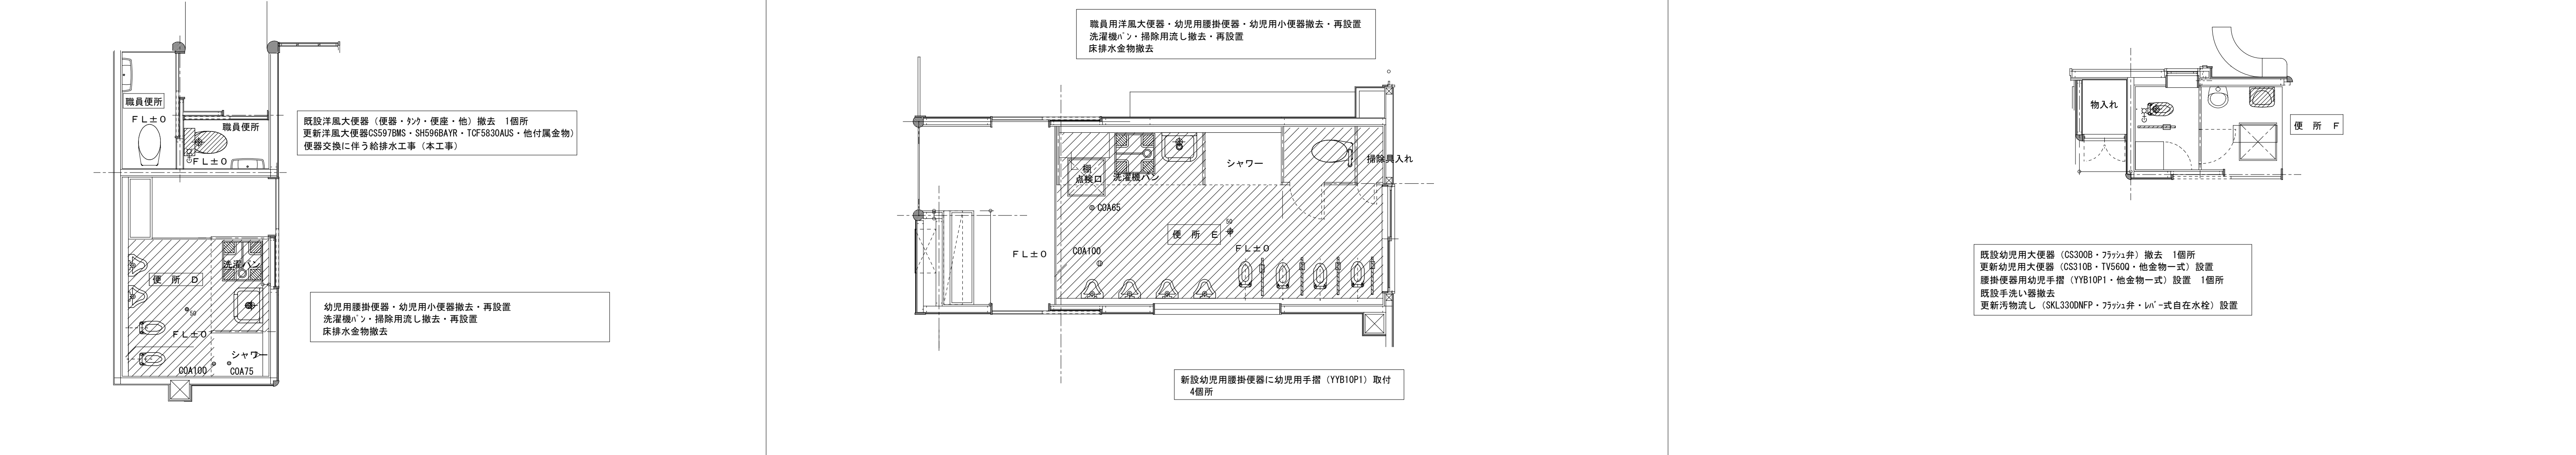 職員便所
ＦＬ±０
職員便所
ＦＬ±０
既設洋風大便器（便器・ﾀﾝｸ・便座・他）撤去　1個所
更新洋風大便器CS597BMS・SH596BAYR・TCF5830AUS・他付属金物）
便器交換に伴う給排水工事（本工事）
洗濯パン
便　所　Ｄ
50
ＦＬ±０
シャワー
COA100
COA75
幼児用腰掛便器・幼児用小便器撤去・再設置
洗濯機ﾊﾟﾝ・掃除用流し撤去・再設置
床排水金物撤去
職員用洋風大便器・幼児用腰掛便器・幼児用小便器撤去・再設置
洗濯機ﾊﾟﾝ・掃除用流し撤去・再設置
床排水金物撤去
棚
点検口
洗濯機パン
シャワー
掃除具入れ
COA65
便　所　Ｅ
50
COA100
ＦＬ±０
ＦＬ±０
新設幼児用腰掛便器に幼児用手摺（YYB10P1）取付
4個所
物入れ
便　所　Ｆ
既設幼児用大便器（CS300B・ﾌﾗｯｼｭ弁）撤去　1個所
更新幼児用大便器（CS310B・TV560Q・他金物一式）設置
腰掛便器用幼児手摺（YYB10P1・他金物一式）設置　1個所
既設手洗い器撤去
更新汚物流し（SKL330DNFP・ﾌﾗｯｼｭ弁・ﾚﾊﾞｰ式自在水栓）設置